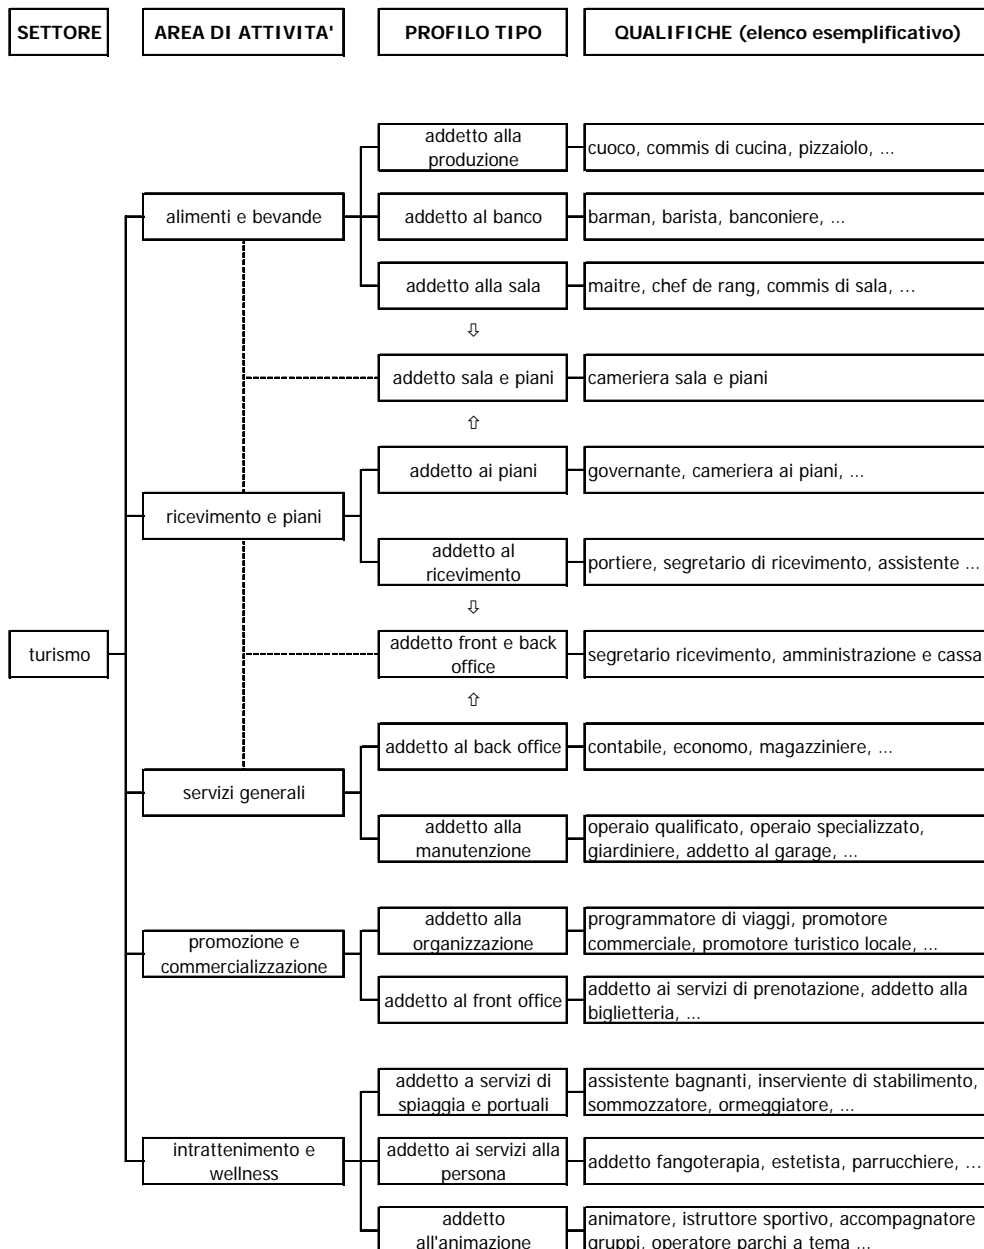 SETTORE
AREA DI ATTIVITA'
PROFILO TIPO
QUALIFICHE (elenco esemplificativo)
addetto alla
produzione
cuoco, commis di cucina, pizzaiolo, ...
alimenti e bevande
addetto al banco
barman, barista, banconiere, ...
addetto alla sala
maitre, chef de rang, commis di sala, ...
⇩
addetto sala e piani
cameriera sala e piani
⇧
addetto ai piani
governante, cameriera ai piani, ...
ricevimento e piani
addetto al
ricevimento
portiere, segretario di ricevimento, assistente ...
⇩
turismo
addetto front e back
office
segretario ricevimento, amministrazione e cassa
⇧
addetto al back office
contabile, economo, magazziniere, ...
servizi generali
addetto alla
manutenzione
operaio qualificato, operaio specializzato,
giardiniere, addetto al garage, ...
addetto alla
organizzazione
programmatore di viaggi, promotore
commerciale, promotore turistico locale, ...
promozione e
commercializzazione
addetto al front office
addetto ai servizi di prenotazione, addetto alla
biglietteria, ...
addetto a servizi di
spiaggia e portuali
assistente bagnanti, inserviente di stabilimento,
sommozzatore, ormeggiatore, ...
intrattenimento e
wellness
addetto ai servizi alla
persona
addetto fangoterapia, estetista, parrucchiere, ...
addetto
all'animazione
animatore, istruttore sportivo, accompagnatore
gruppi, operatore parchi a tema ...